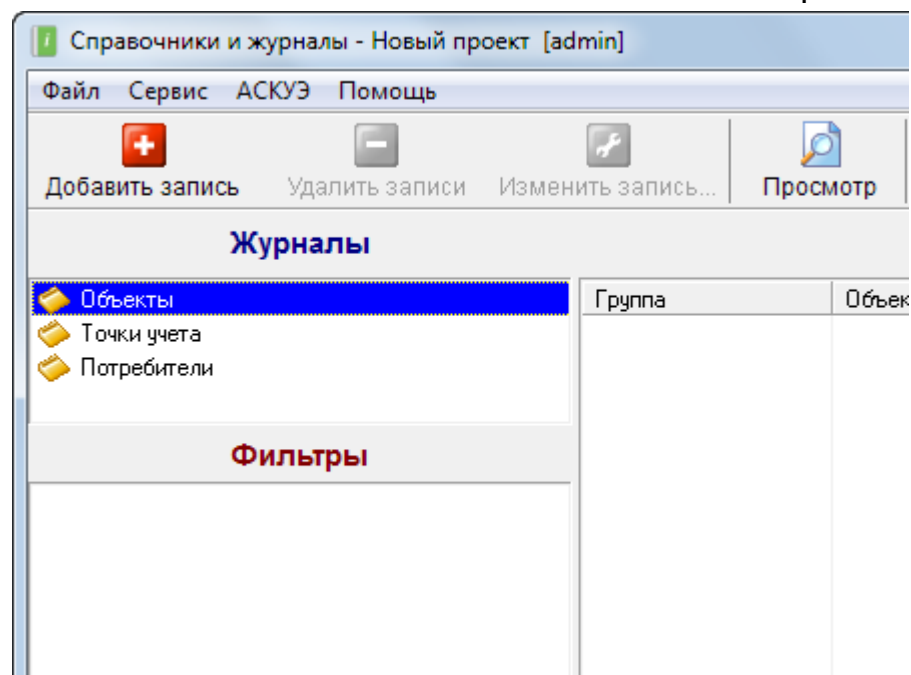 Справочники и журналы - Новый проект [admin]
Файл Сервис АСКУЭ Помощь
Добавить запись Удалить записи Изменить запись... Просмотр
Журналы
Объекты
Точки учета
Потребители
Группа Объек
Фильтры